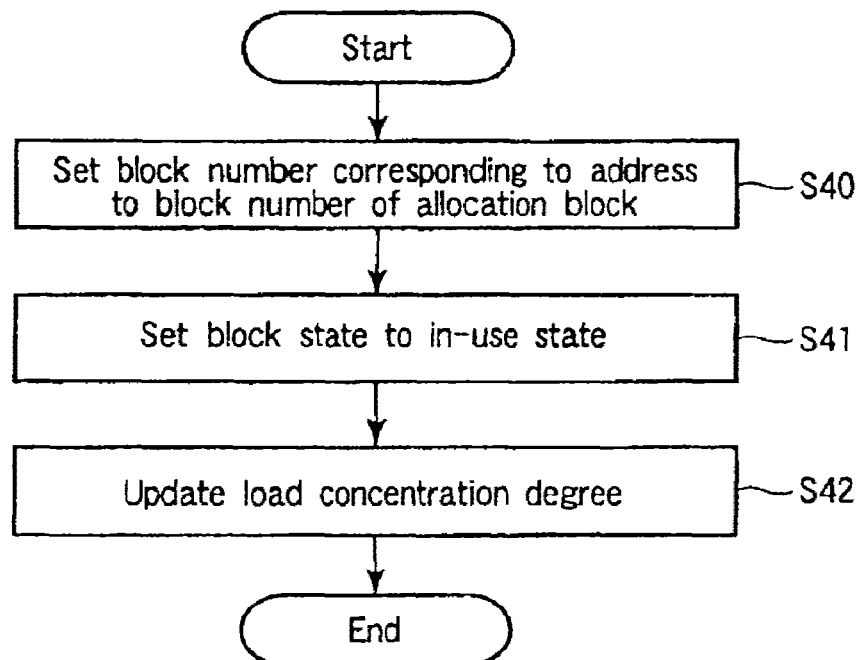 Start
Set block number corresponding to address
to block number of allocation block
S40
Set block state to in-use state
S41
Update load concentration degree
S42
End